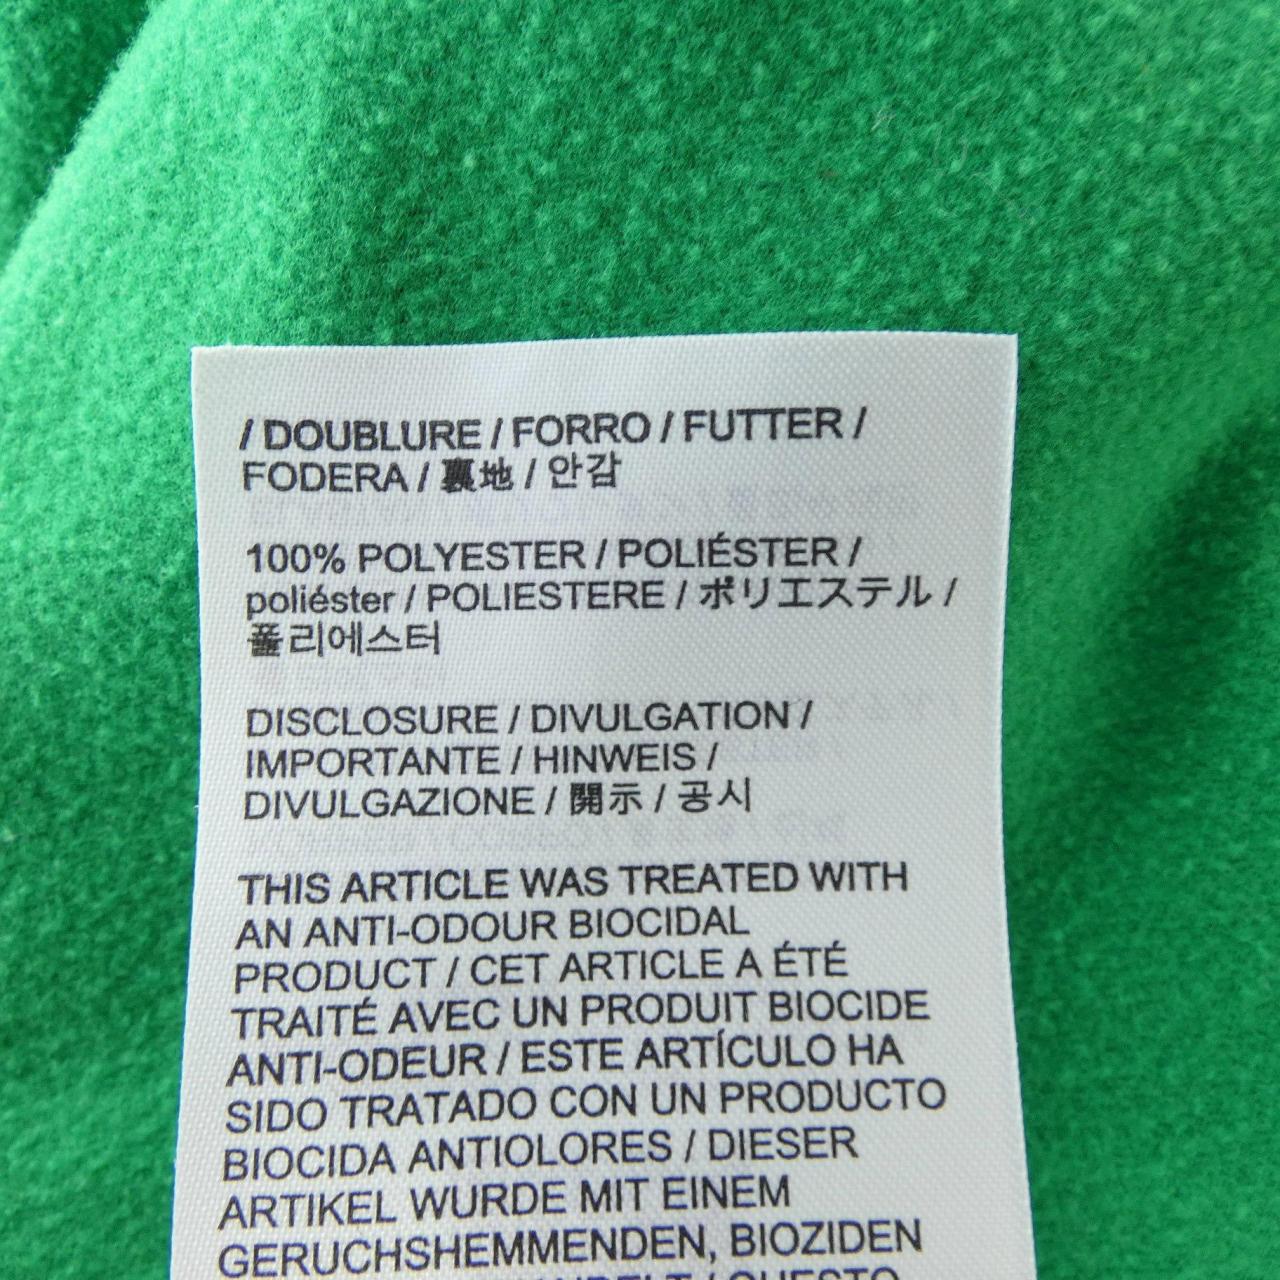 / DOUBLURE / FORRO / FUTTER /
FODERA / 裏地 / 안감
100% POLYESTER / POLIÉSTER /
poliéster / POLIESTERE / ポリエステル /
폴리에스터
DISCLOSURE / DIVULGATION /
IMPORTANTE / HINWEIS /
DIVULGAZIONE / 開示 / 공시
THIS ARTICLE WAS TREATED WITH
AN ANTI-ODOUR BIOCIDAL
PRODUCT / CET ARTICLE A ÉTÉ
TRAITÉ AVEC UN PRODUIT BIOCIDE
ANTI-ODEUR / ESTE ARTÍCULO HA
SIDO TRATADO CON UN PRODUCTO
BIOCIDA ANTIOLORES / DIESER
ARTIKEL WURDE MIT EINEM
GERUCHSHEMMENDEN, BIOZIDEN
/ QUESTO